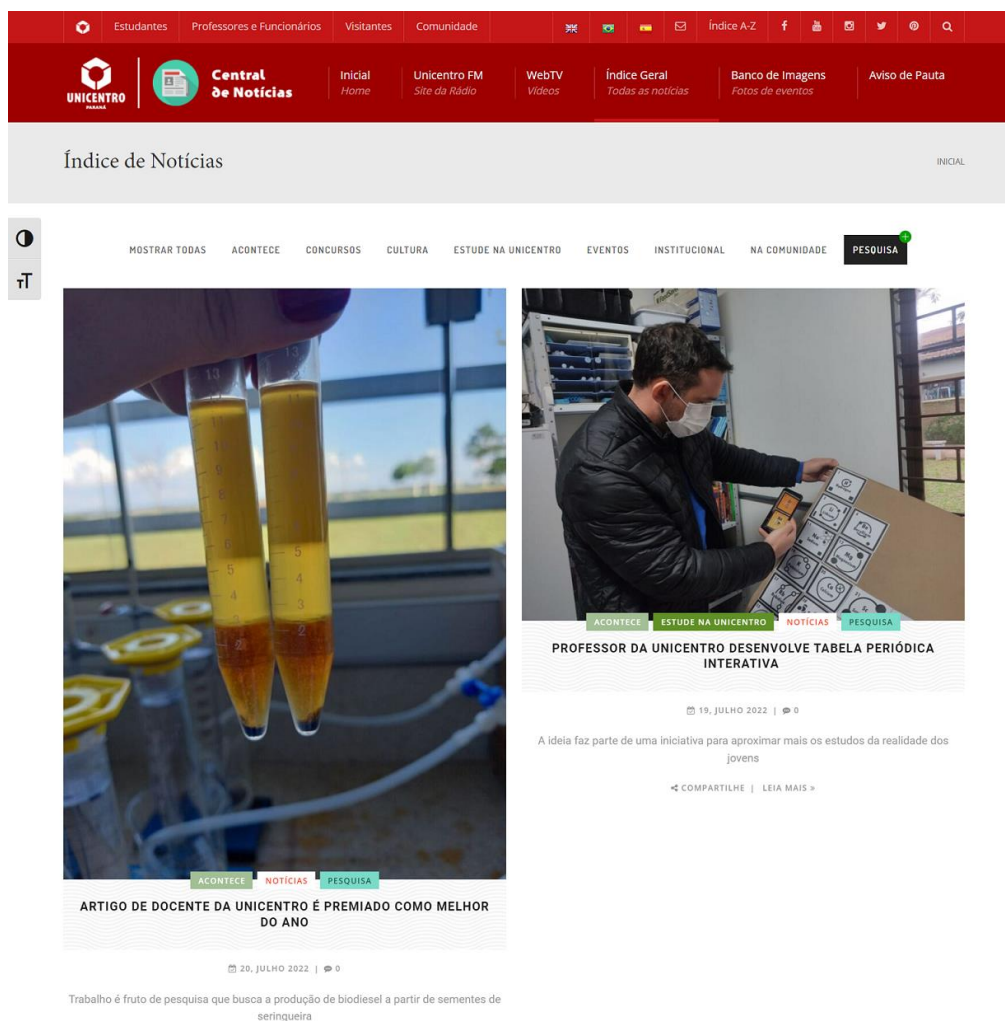 Estudantes Professores e Funcionários Visitantes Comunidade Índice A-Z
UNICENTRO
PARANÁ
Central
de Notícias
Inicial
Home
Unicentro FM
Site da Rádio
WebTV
Vídeos
Índice Geral
Todas as notícias
Banco de Imagens
Fotos de eventos
Aviso de Pauta
Índice de Notícias
INICIAL
MOSTRAR TODAS ACONTECE CONCURSOS CULTURA ESTUDE NA UNICENTRO EVENTOS INSTITUCIONAL NA COMUNIDADE PESQUISA
ACONTECE NOTÍCIAS PESQUISA
ARTIGO DE DOCENTE DA UNICENTRO É PREMIADO COMO MELHOR
DO ANO
20, JULHO 2022 | 0
Trabalho é fruto de pesquisa que busca a produção de biodiesel a partir de sementes de
seringueira
ACONTECE ESTUDE NA UNICENTRO NOTÍCIAS PESQUISA
PROFESSOR DA UNICENTRO DESENVOLVE TABELA PERIÓDICA
INTERATIVA
19, JULHO 2022 | 0
A ideia faz parte de uma iniciativa para aproximar mais os estudos da realidade dos
jovens
COMPARTILHE | LEIA MAIS »